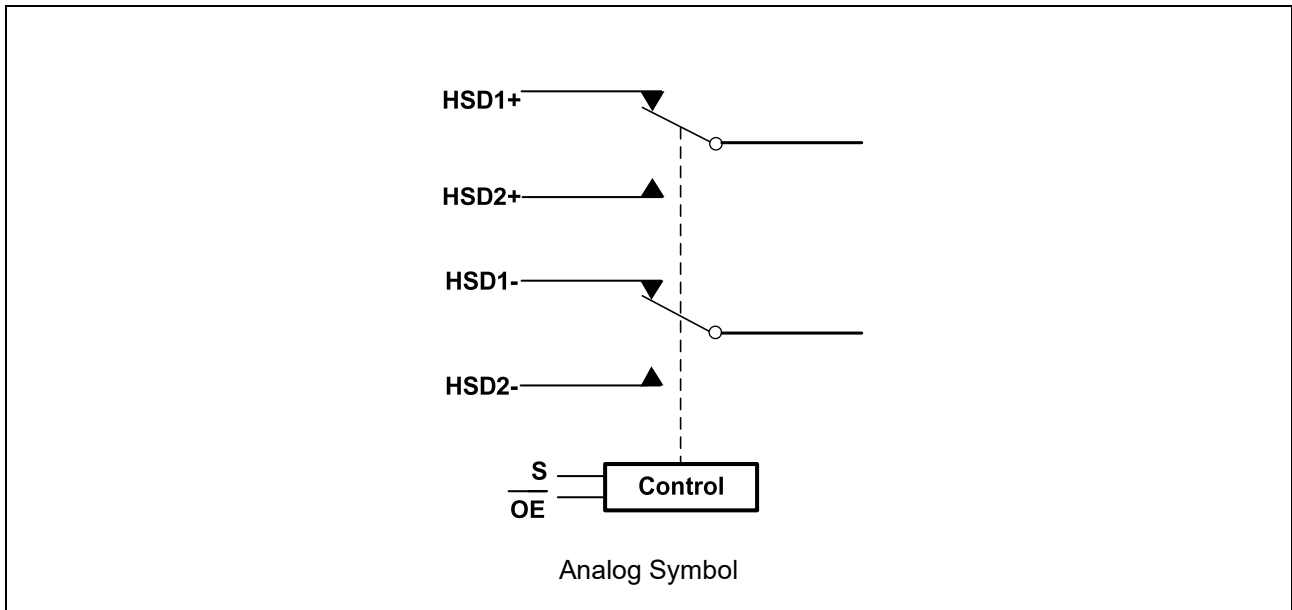 HSD1+
HSD2+
HSD1-
HSD2-
S
Control
OE
Analog Symbol